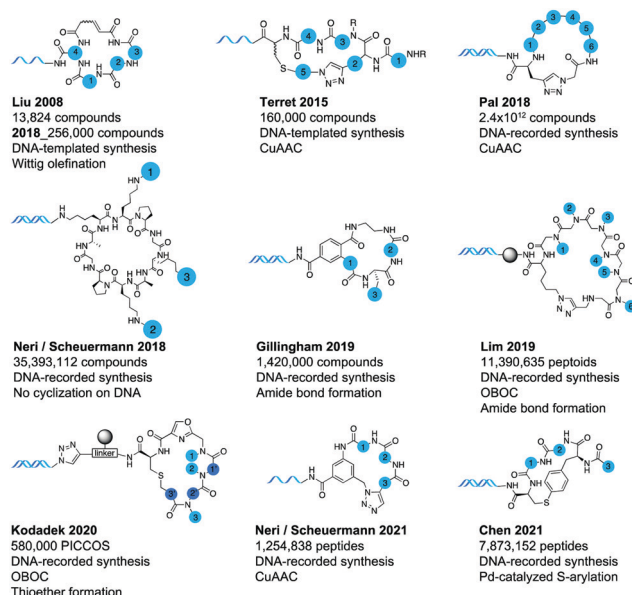 Liu 2008
13,824 compounds
2018_256,000 compounds
DNA-templated synthesis
Wittig olefination
Terret 2015
160,000 compounds
DNA-templated synthesis
CuAAC
Pal 2018
2.4x10¹² compounds
DNA-recorded synthesis
CuAAC
Neri / Scheuermann 2018
35,393,112 compounds
DNA-recorded synthesis
No cyclization on DNA
Gillingham 2019
1,420,000 compounds
DNA-recorded synthesis
Amide bond formation
Lim 2019
11,390,635 peptoids
DNA-recorded synthesis
OBOC
Amide bond formation
linker
Kodadek 2020
580,000 PICCOS
DNA-recorded synthesis
OBOC
Thioether formation
Neri / Scheuermann 2021
1,254,838 peptides
DNA-recorded synthesis
CuAAC
Chen 2021
7,873,152 peptides
DNA-recorded synthesis
Pd-catalyzed S-arylation